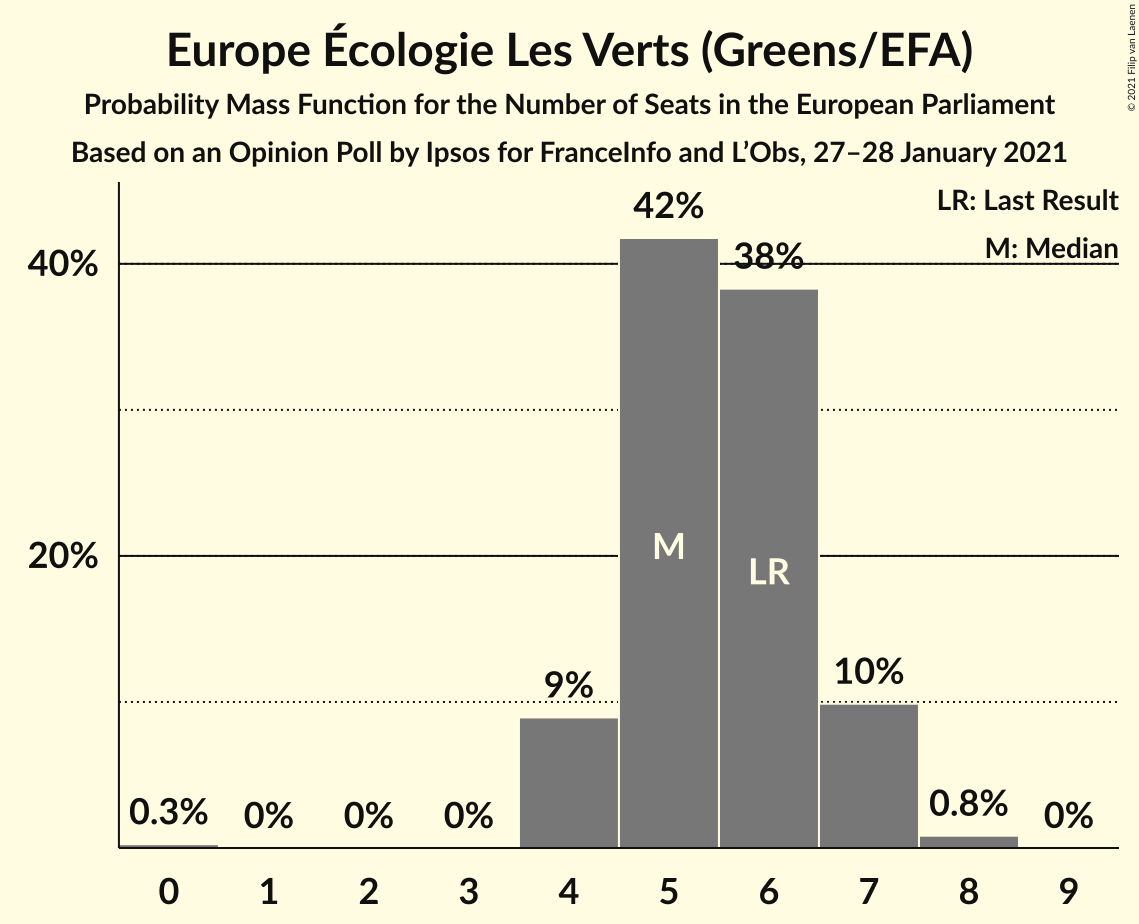 Europe Écologie Les Verts (Greens/EFA)
Probability Mass Function for the Number of Seats in the European Parliament
Based on an Opinion Poll by Ipsos for FranceInfo and L’Obs, 27–28 January 2021
© 2021 Filip van Laenen
LR: Last Result
M: Median
40%
20%
0.3%
0%
0%
0%
9%
42%
38%
10%
0.8%
0%
M
LR
0 1 2 3 4 5 6 7 8 9